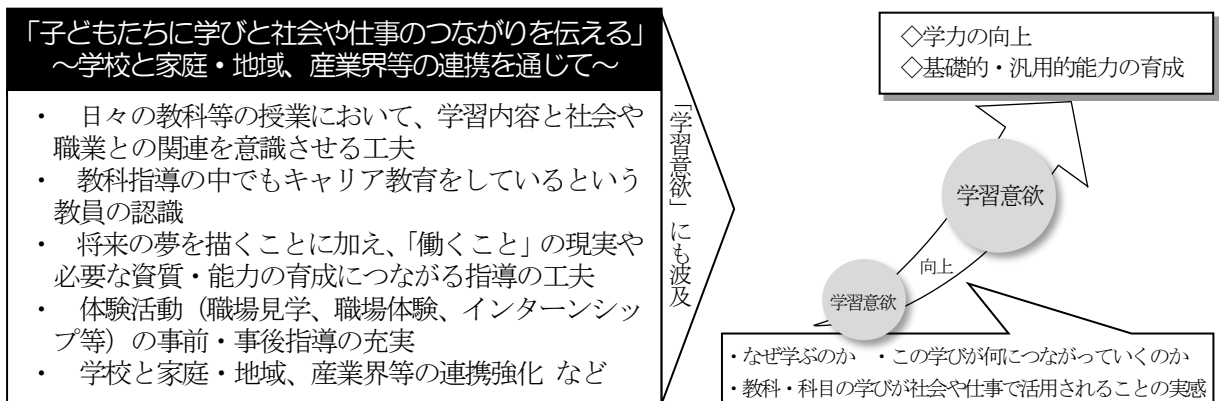 「子どもたちに学びと社会や仕事のつながりを伝える」
～学校と家庭・地域、産業界等の連携を通じて～
・　日々の教科等の授業において、学習内容と社会や
職業との関連を意識させる工夫
・　教科指導の中でもキャリア教育をしているという
教員の認識
・　将来の夢を描くことに加え、「働くこと」の現実や
必要な資質・能力の育成につながる指導の工夫
・　体験活動（職場見学、職場体験、インターンシッ
プ等）の事前・事後指導の充実
・　学校と家庭・地域、産業界等の連携強化 など
「学習意欲」にも波及
◇学力の向上
◇基礎的・汎用的能力の育成
学習意欲
向上
学習意欲
・なぜ学ぶのか　・この学びが何につながっていくのか
・教科・科目の学びが社会や仕事で活用されることの実感